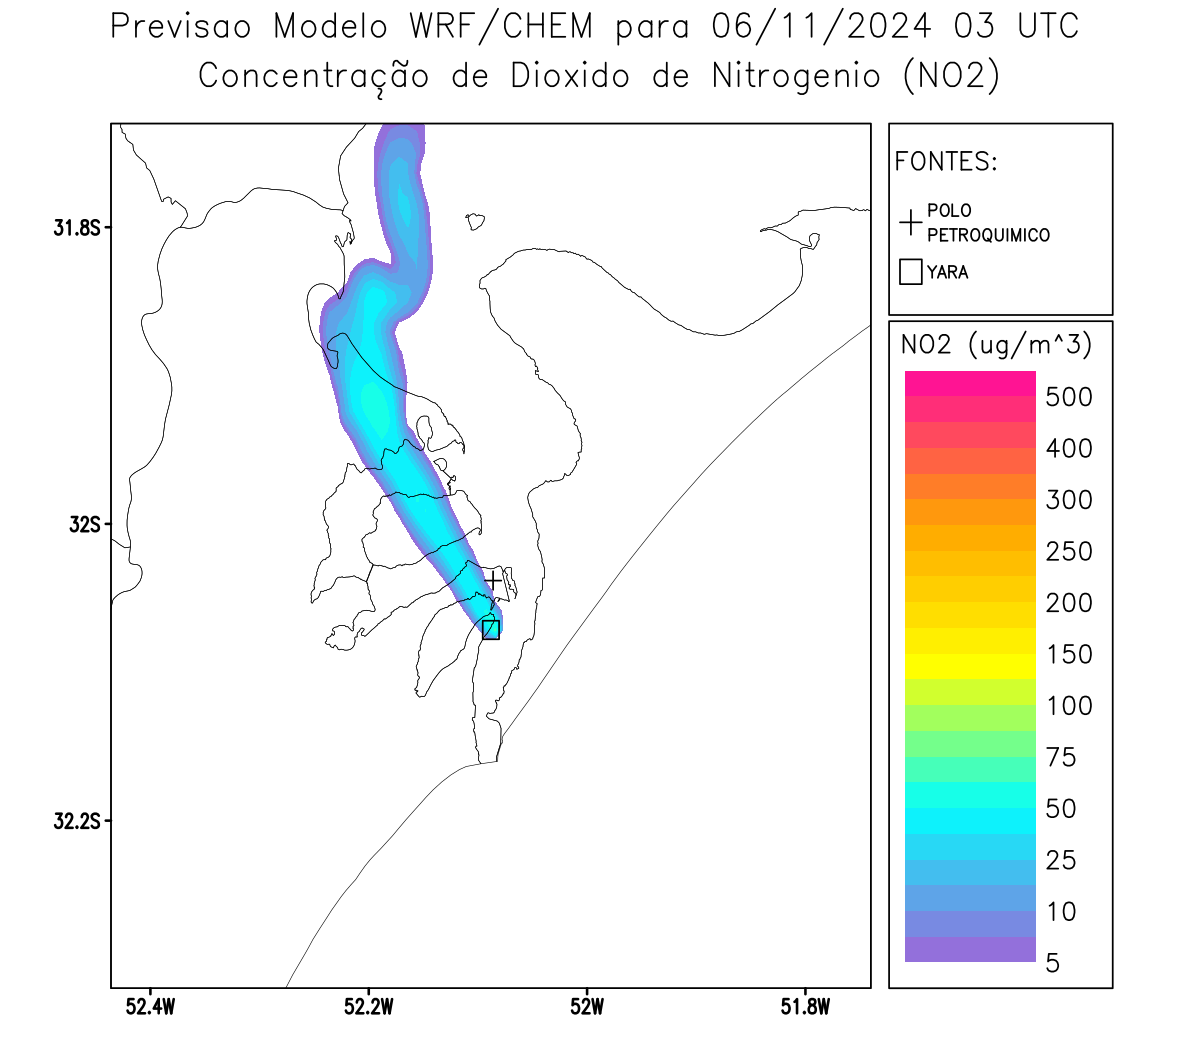 Previsao Modelo WRF/CHEM para 06/11/2024 03 UTC
Concentração de Dioxido de Nitrogenio (NO2)
FONTES:
POLO
PETROQUIMICO
YARA
NO2 (ug/m^3)
500
400
300
250
200
150
100
75
50
25
10
5
31.8S
32S
32.2S
52.4W
52.2W
52W
51.8W